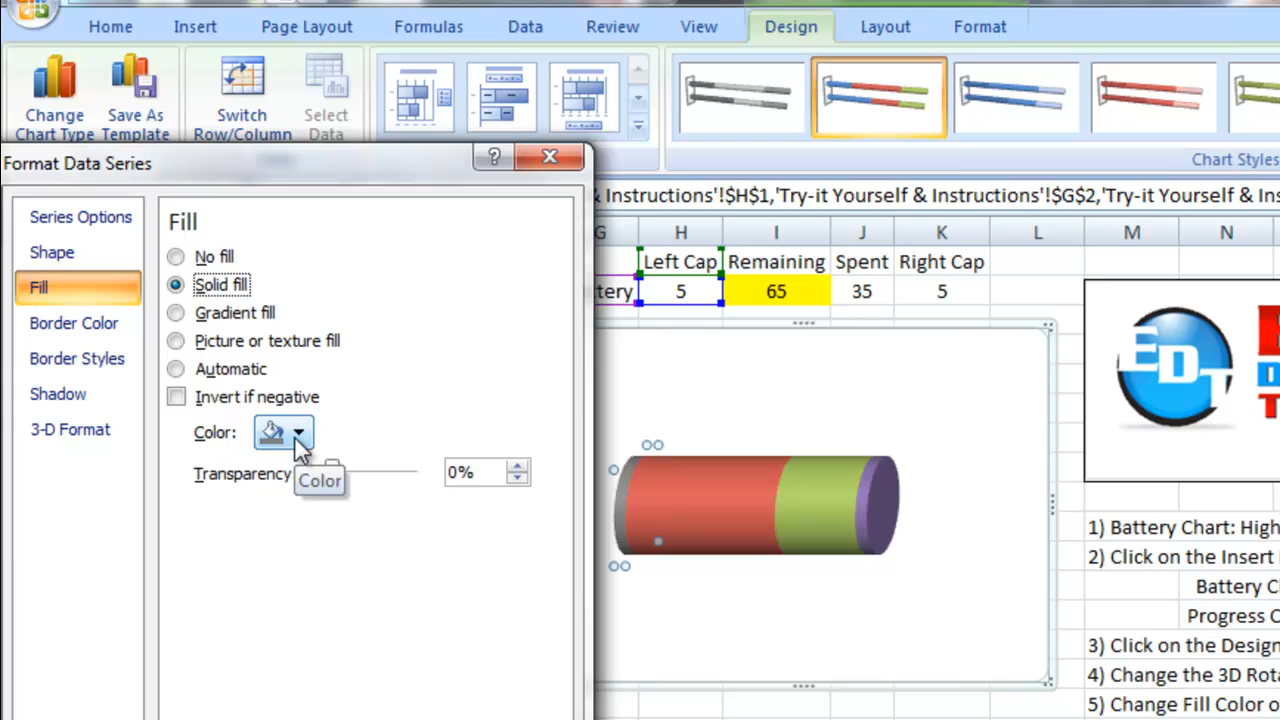 Home Insert Page Layout Formulas Data Review View Design Layout Format
Change Chart Type
Save As Template
Switch Row/Column
Select Data
Chart Styles
Format Data Series
?
& Instructions'!$H$1,'Try-it Yourself & Instructions'!$G$2,'Try-it Yourself & In
G H I J K L M N
Left Cap Remaining Spent Right Cap
tery 5 65 35 5
Series Options
Shape
Fill
Border Color
Border Styles
Shadow
3-D Format
Fill
No fill
Solid fill
Gradient fill
Picture or texture fill
Automatic
Invert if negative
Color:
Transparency 0%
Color
EDT
D
T
1) Battery Chart: High
2) Click on the Insert
Battery C
Progress C
3) Click on the Design
4) Change the 3D Rota
5) Change Fill Color o